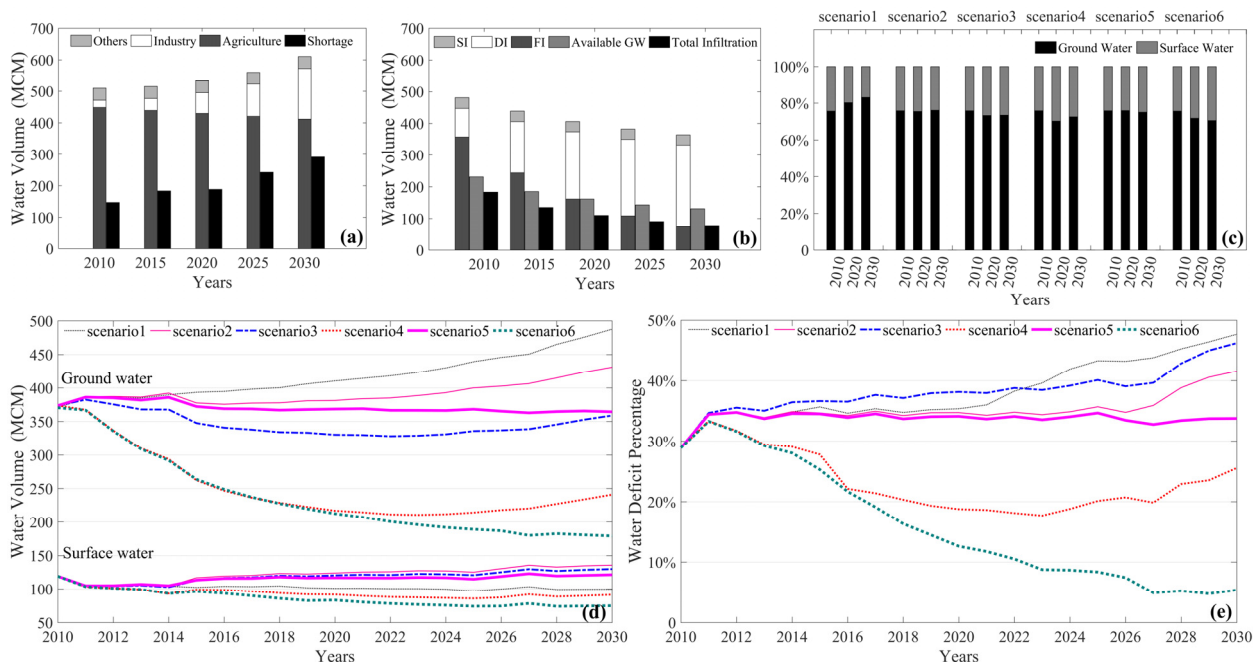 700
600
500
400
300
200
100
0
Water Volume (MCM)
Others Industry Agriculture Shortage
2010 2015 2020 2025 2030
Years
(a)
700
600
500
400
300
200
100
0
Water Volume (MCM)
SI DI FI Available GW Total Infiltration
2010 2015 2020 2025 2030
Years
(b)
scenario1 scenario2 scenario3 scenario4 scenario5 scenario6
Ground Water Surface Water
100%
80%
60%
40%
20%
0
2010 2020 2030 2010 2020 2030 2010 2020 2030 2010 2020 2030 2010 2020 2030 2010 2020 2030
Years
(c)
500
450
400
350
300
250
200
150
100
50
Water Volume (MCM)
scenario1 scenario2 scenario3 scenario4 scenario5 scenario6
Ground water
Surface water
2010 2012 2014 2016 2018 2020 2022 2024 2026 2028 2030
Years
(d)
50%
40%
30%
20%
10%
0
Water Deficit Percentage
scenario1 scenario2 scenario3 scenario4 scenario5 scenario6
2010 2012 2014 2016 2018 2020 2022 2024 2026 2028 2030
Years
(e)